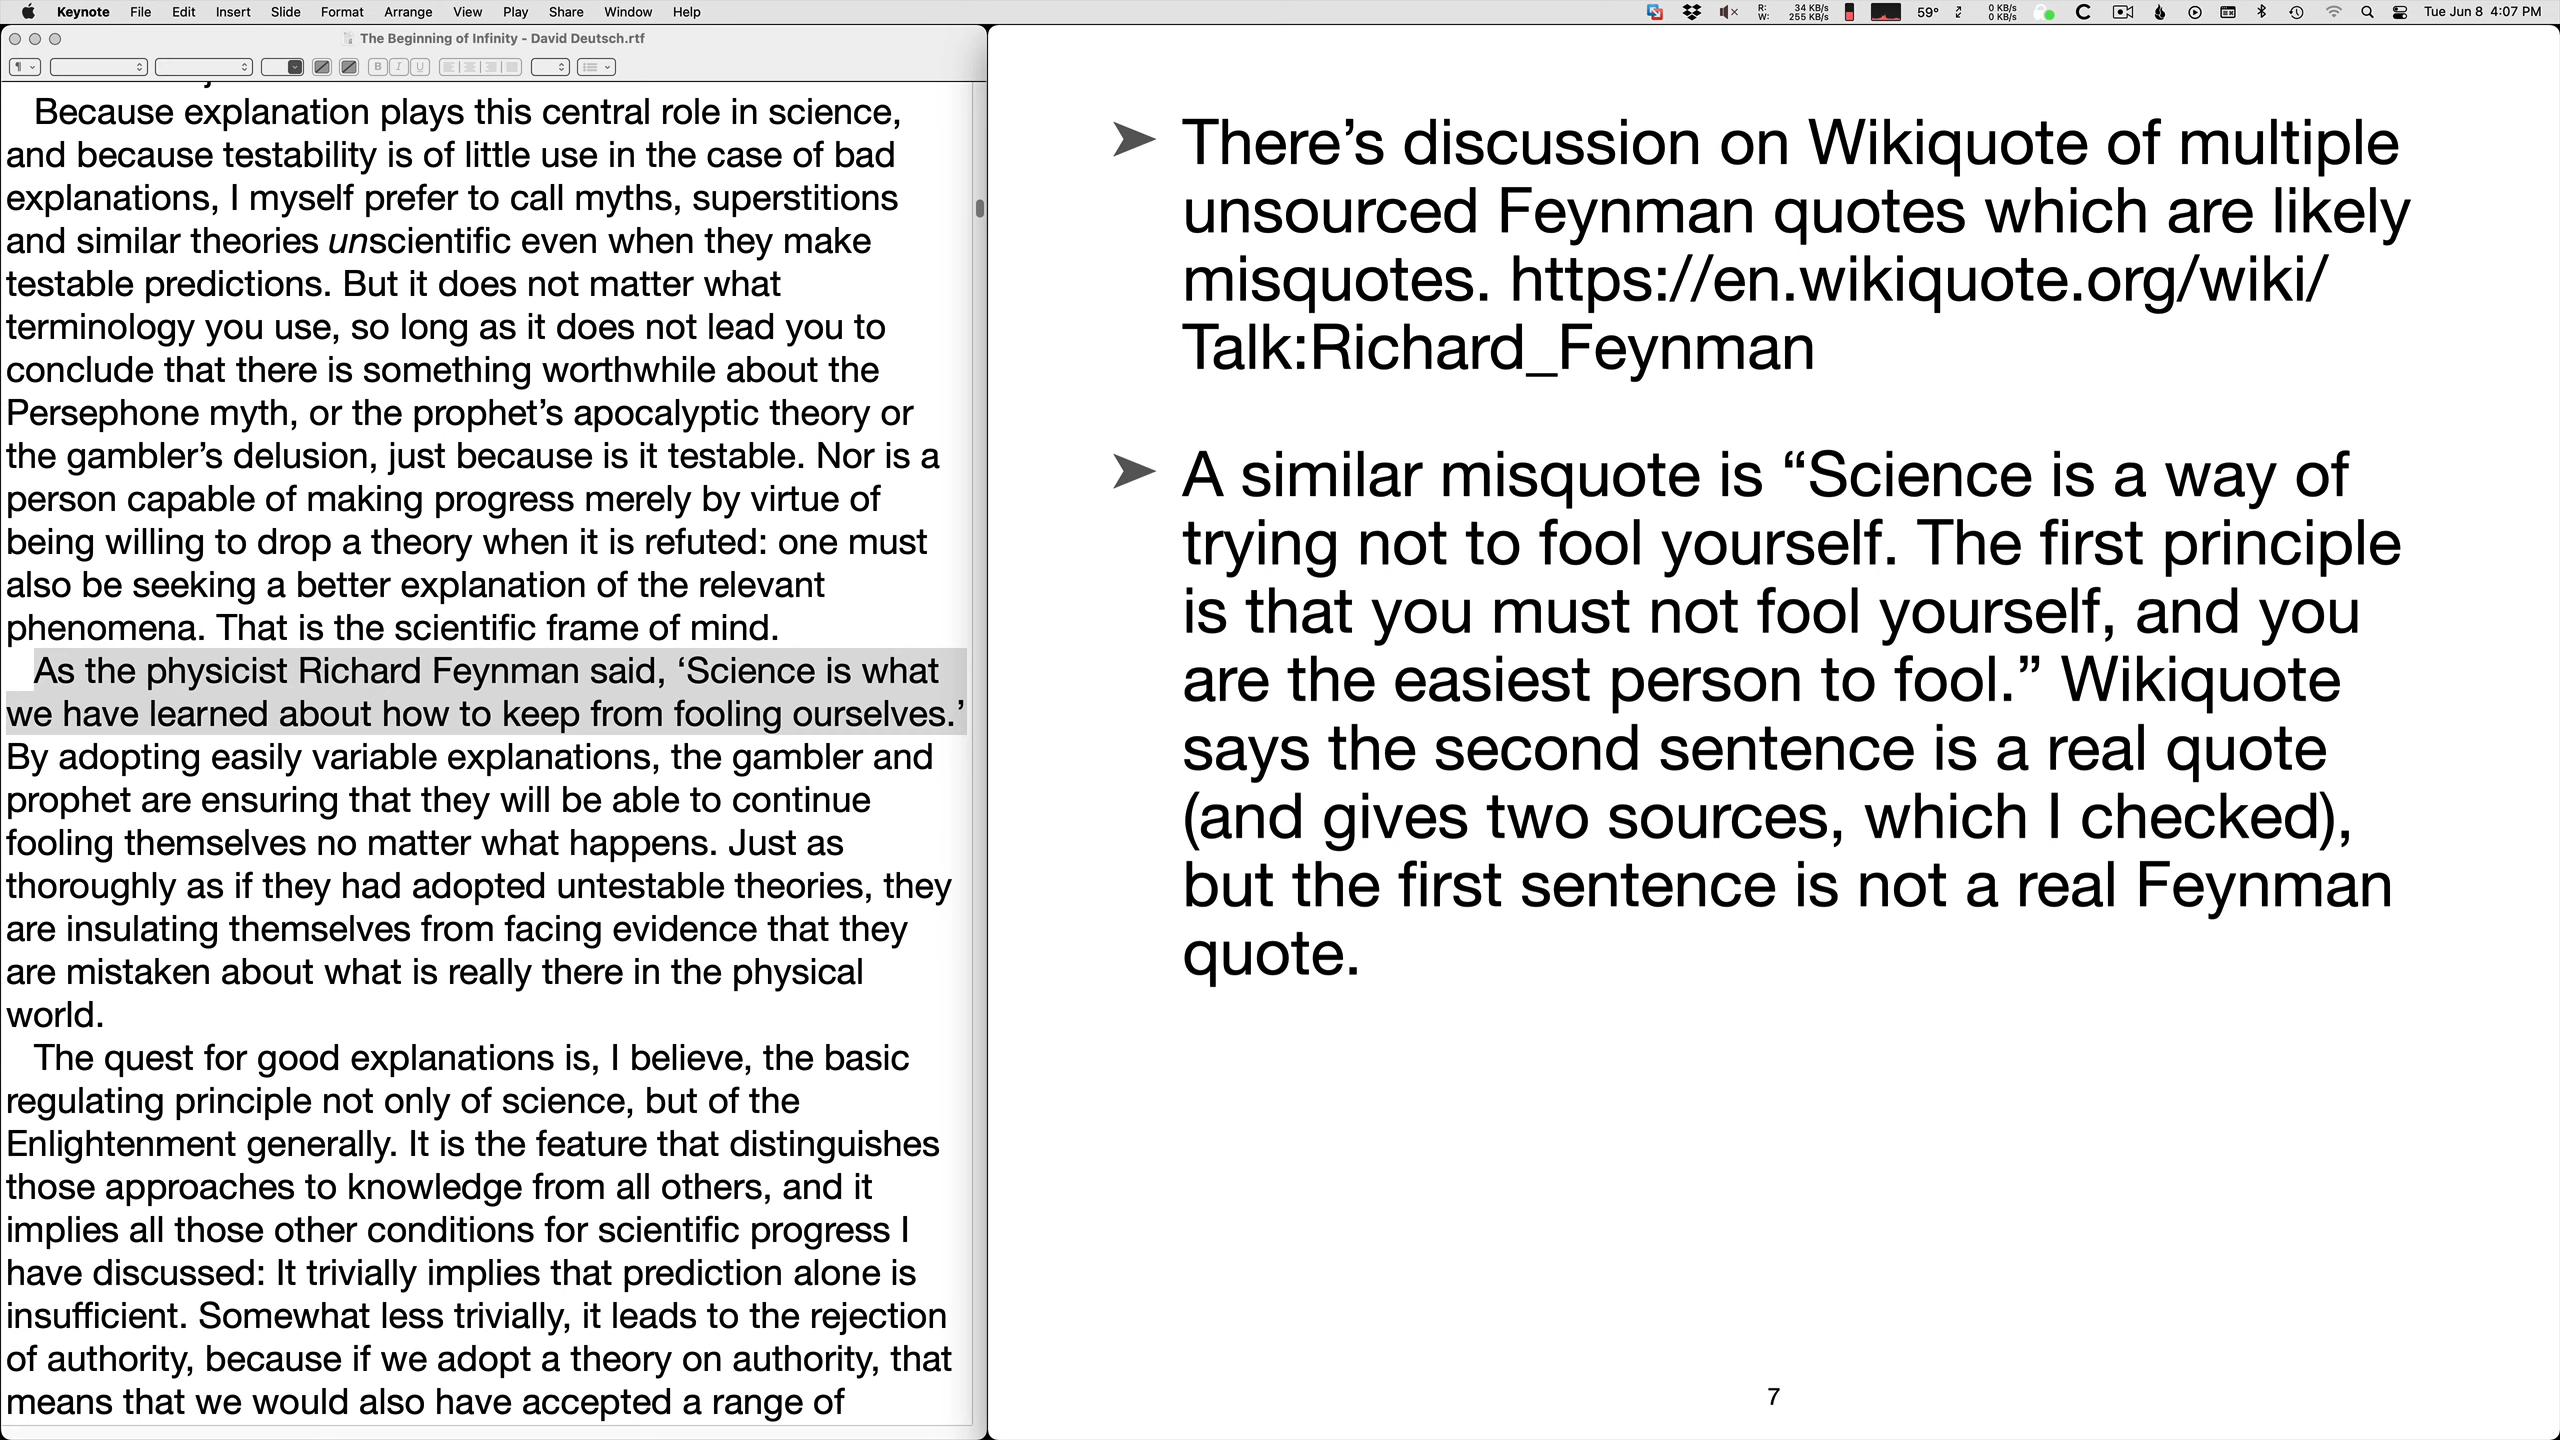 Keynote File Edit Insert Slide Format Arrange View Play Share Window Help
R: 34 KB/s
W: 255 KB/s
59°
0 KB/s
0 KB/s
Tue Jun 8 4:07 PM
The Beginning of Infinity - David Deutsch.rtf
¶
B I U
Because explanation plays this central role in science,
and because testability is of little use in the case of bad
explanations, I myself prefer to call myths, superstitions
and similar theories unscientific even when they make
testable predictions. But it does not matter what
terminology you use, so long as it does not lead you to
conclude that there is something worthwhile about the
Persephone myth, or the prophet’s apocalyptic theory or
the gambler’s delusion, just because is it testable. Nor is a
person capable of making progress merely by virtue of
being willing to drop a theory when it is refuted: one must
also be seeking a better explanation of the relevant
phenomena. That is the scientific frame of mind.
As the physicist Richard Feynman said, ‘Science is what
we have learned about how to keep from fooling ourselves.’
By adopting easily variable explanations, the gambler and
prophet are ensuring that they will be able to continue
fooling themselves no matter what happens. Just as
thoroughly as if they had adopted untestable theories, they
are insulating themselves from facing evidence that they
are mistaken about what is really there in the physical
world.
The quest for good explanations is, I believe, the basic
regulating principle not only of science, but of the
Enlightenment generally. It is the feature that distinguishes
those approaches to knowledge from all others, and it
implies all those other conditions for scientific progress I
have discussed: It trivially implies that prediction alone is
insufficient. Somewhat less trivially, it leads to the rejection
of authority, because if we adopt a theory on authority, that
means that we would also have accepted a range of
➤ There’s discussion on Wikiquote of multiple
unsourced Feynman quotes which are likely
misquotes. https://en.wikiquote.org/wiki/
Talk:Richard_Feynman
➤ A similar misquote is “Science is a way of
trying not to fool yourself. The first principle
is that you must not fool yourself, and you
are the easiest person to fool.” Wikiquote
says the second sentence is a real quote
(and gives two sources, which I checked),
but the first sentence is not a real Feynman
quote.
7